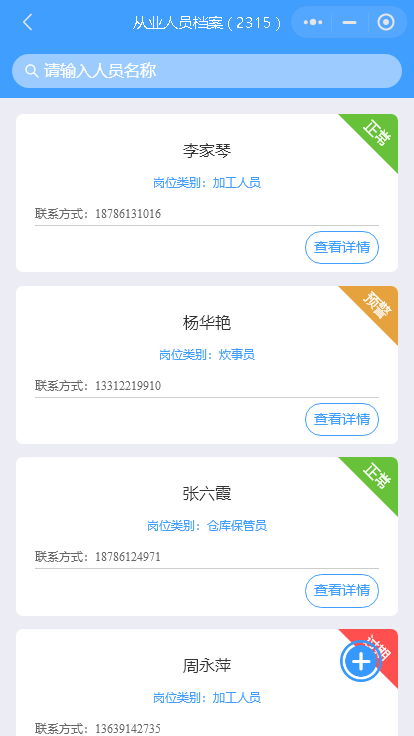 从业人员档案 ( 2315 )
请输入人员名称
正常
李家琴
岗位类别：加工人员
联系方式：18786131016
查看详情
预警
杨华艳
岗位类别：炊事员
联系方式：13312219910
查看详情
正常
张六霞
岗位类别：仓库保管员
联系方式：18786124971
查看详情
过期
周永萍
岗位类别：加工人员
联系方式：13639142735